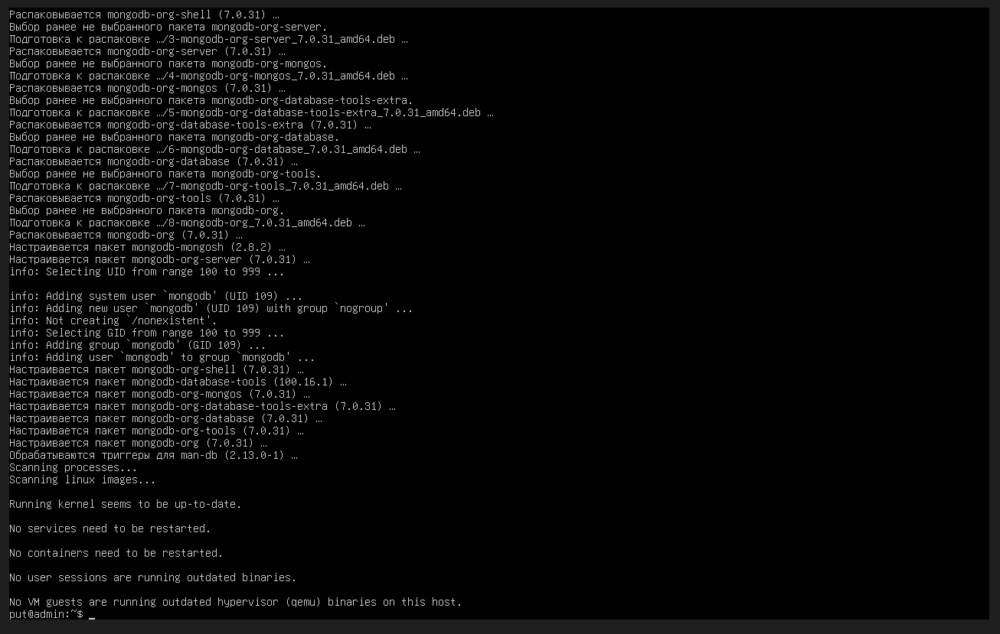 Распаковывается mongodb-org-shell (7.0.31) …
Выбор ранее не выбранного пакета mongodb-org-server.
Подготовка к распаковке …/3-mongodb-org-server_7.0.31_amd64.deb …
Распаковывается mongodb-org-server (7.0.31) …
Выбор ранее не выбранного пакета mongodb-org-mongos.
Подготовка к распаковке …/4-mongodb-org-mongos_7.0.31_amd64.deb …
Распаковывается mongodb-org-mongos (7.0.31) …
Выбор ранее не выбранного пакета mongodb-org-database-tools-extra.
Подготовка к распаковке …/5-mongodb-org-database-tools-extra_7.0.31_amd64.deb …
Распаковывается mongodb-org-database-tools-extra (7.0.31) …
Выбор ранее не выбранного пакета mongodb-org-database.
Подготовка к распаковке …/6-mongodb-org-database_7.0.31_amd64.deb …
Распаковывается mongodb-org-database (7.0.31) …
Выбор ранее не выбранного пакета mongodb-org-tools.
Подготовка к распаковке …/7-mongodb-org-tools_7.0.31_amd64.deb …
Распаковывается mongodb-org-tools (7.0.31) …
Выбор ранее не выбранного пакета mongodb-org.
Подготовка к распаковке …/8-mongodb-org_7.0.31_amd64.deb …
Распаковывается mongodb-org (7.0.31) …
Настраивается пакет mongodb-mongosh (2.8.2) …
Настраивается пакет mongodb-org-server (7.0.31) …
info: Selecting UID from range 100 to 999 ...

info: Adding system user `mongodb' (UID 109) ...
info: Adding new user `mongodb' (UID 109) with group `nogroup' ...
info: Not creating `/nonexistent'.
info: Selecting GID from range 100 to 999 ...
info: Adding group `mongodb' (GID 109) ...
info: Adding user `mongodb' to group `mongodb' ...
Настраивается пакет mongodb-org-shell (7.0.31) …
Настраивается пакет mongodb-database-tools (100.16.1) …
Настраивается пакет mongodb-org-mongos (7.0.31) …
Настраивается пакет mongodb-org-database-tools-extra (7.0.31) …
Настраивается пакет mongodb-org-database (7.0.31) …
Настраивается пакет mongodb-org-tools (7.0.31) …
Настраивается пакет mongodb-org (7.0.31) …
Обрабатываются триггеры для man-db (2.13.0-1) …
Scanning processes...
Scanning linux images...

Running kernel seems to be up-to-date.

No services need to be restarted.

No containers need to be restarted.

No user sessions are running outdated binaries.

No VM guests are running outdated hypervisor (qemu) binaries on this host.
put@admin:~$ _